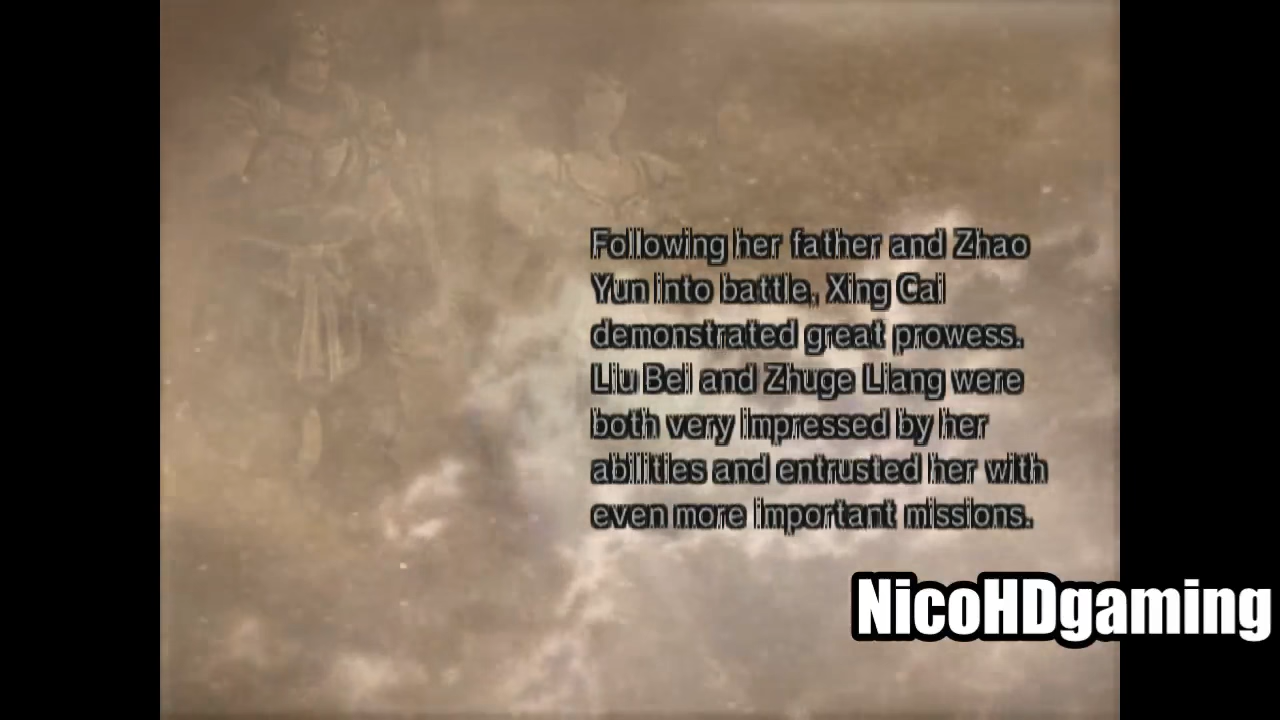 Following her father and Zhao
Yun into battle, Xing Cai
demonstrated great prowess.
Liu Bei and Zhuge Liang were
both very impressed by her
abilities and entrusted her with
even more important missions.
NicoHDgaming